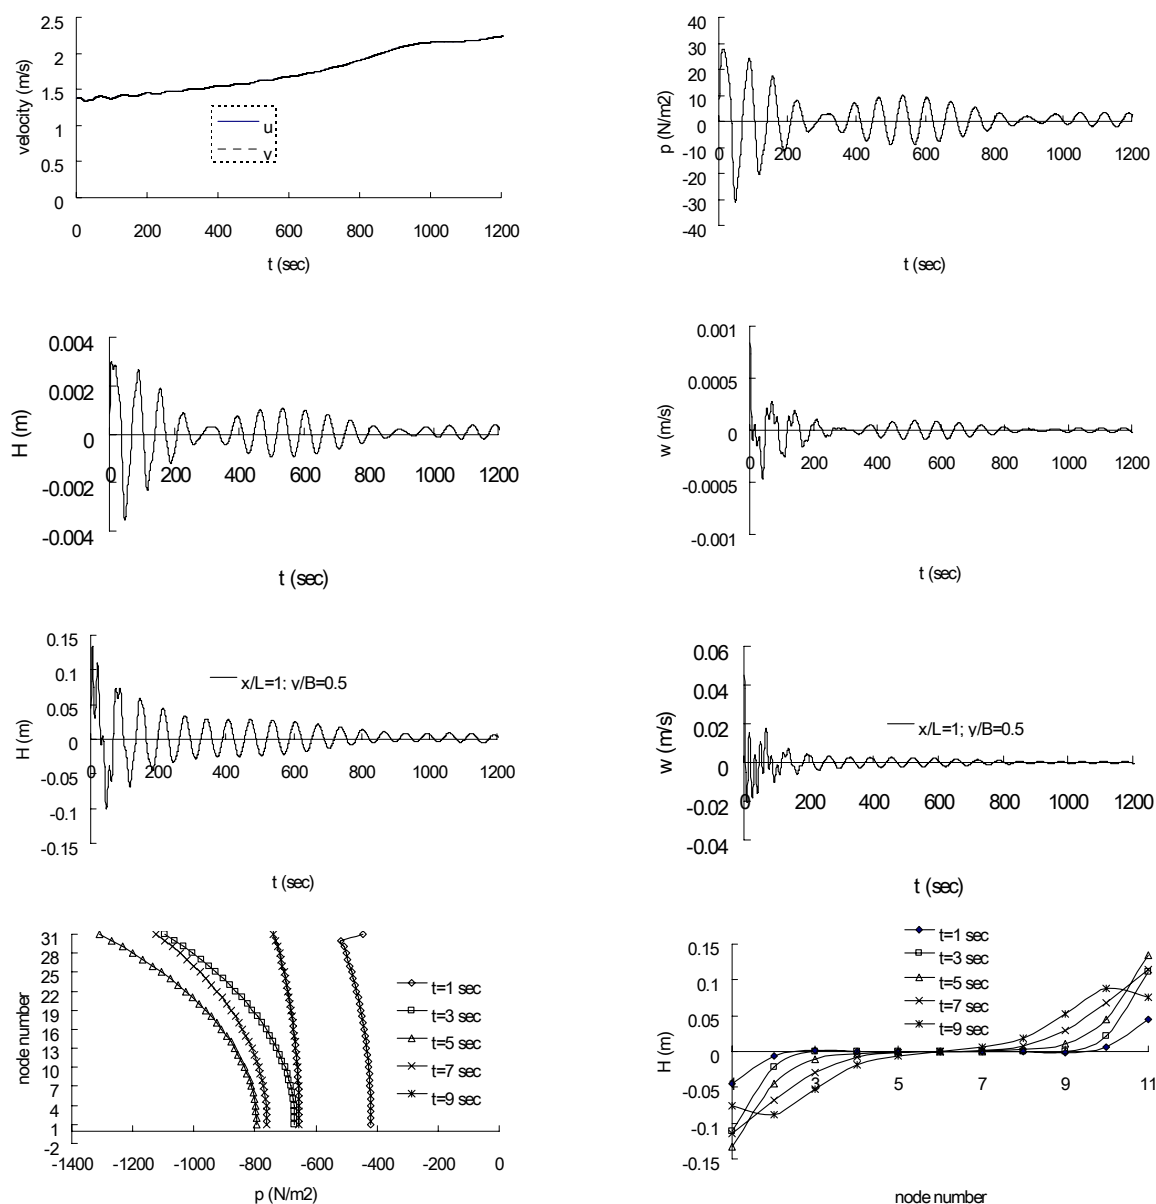 2.5
2
1.5
1
0.5
0
velocity (m/s)
u
v
0 200 400 600 800 1000 1200
t (sec)
40
30
20
10
0
-10
-20
-30
-40
p (N/m2)
0 200 400 600 800 1000 1200
t (sec)
0.004
0.002
0
-0.002
-0.004
H (m)
0 200 400 600 800 1000 1200
t (sec)
0.001
0.0005
0
-0.0005
-0.001
w (m/s)
0 200 400 600 800 1000 1200
t (sec)
0.15
0.1
0.05
0
-0.05
-0.1
-0.15
H (m)
x/L=1; y/B=0.5
0 200 400 600 800 1000 1200
t (sec)
0.06
0.04
0.02
0
-0.02
-0.04
w (m/s)
x/L=1; y/B=0.5
0 200 400 600 800 1000 1200
t (sec)
31
28
25
22
19
16
13
10
7
4
1
-2
node number
t=1 sec
t=3 sec
t=5 sec
t=7 sec
t=9 sec
-1400 -1200 -1000 -800 -600 -400 -200 0
p (N/m2)
t=1 sec
t=3 sec
t=5 sec
t=7 sec
t=9 sec
0.15
0.10
0.05
0.00
-0.05
-0.10
-0.15
H (m)
1 3 5 7 9 11
node number